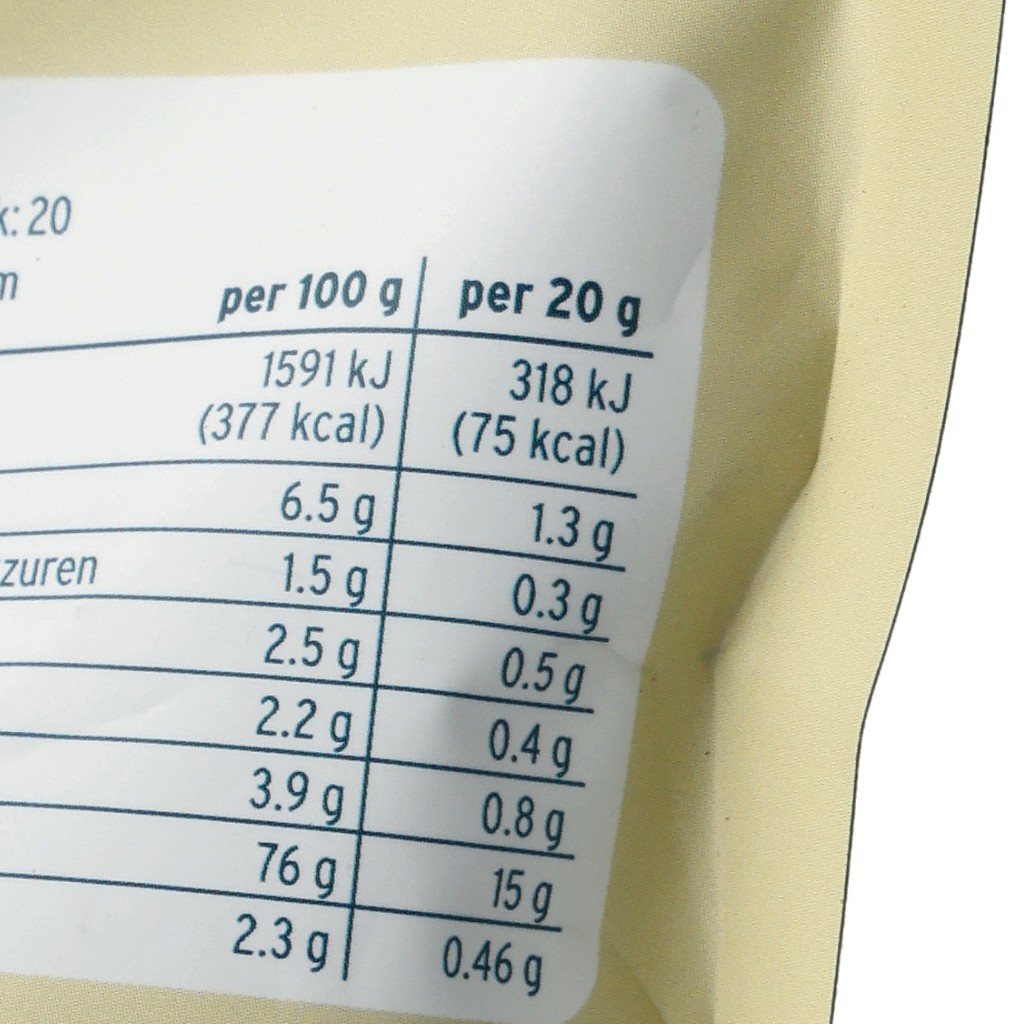 k: 20
m
per 100 g per 20 g
1591 kJ 318 kJ
(377 kcal) (75 kcal)
6.5 g 1.3 g
zuren 1.5 g 0.3 g
2.5 g 0.5 g
2.2 g 0.4 g
3.9 g 0.8 g
76 g 15 g
2.3 g 0.46 g